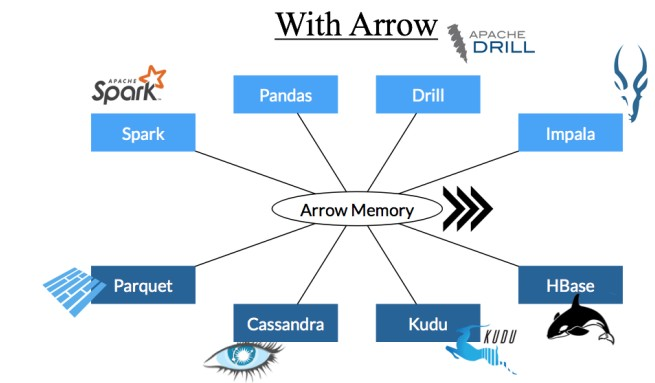 With Arrow
APACHE
DRILL
APACHE
Spark
Pandas
Drill
Spark
Impala
Arrow Memory
Parquet
HBase
Cassandra
Kudu
KUDU